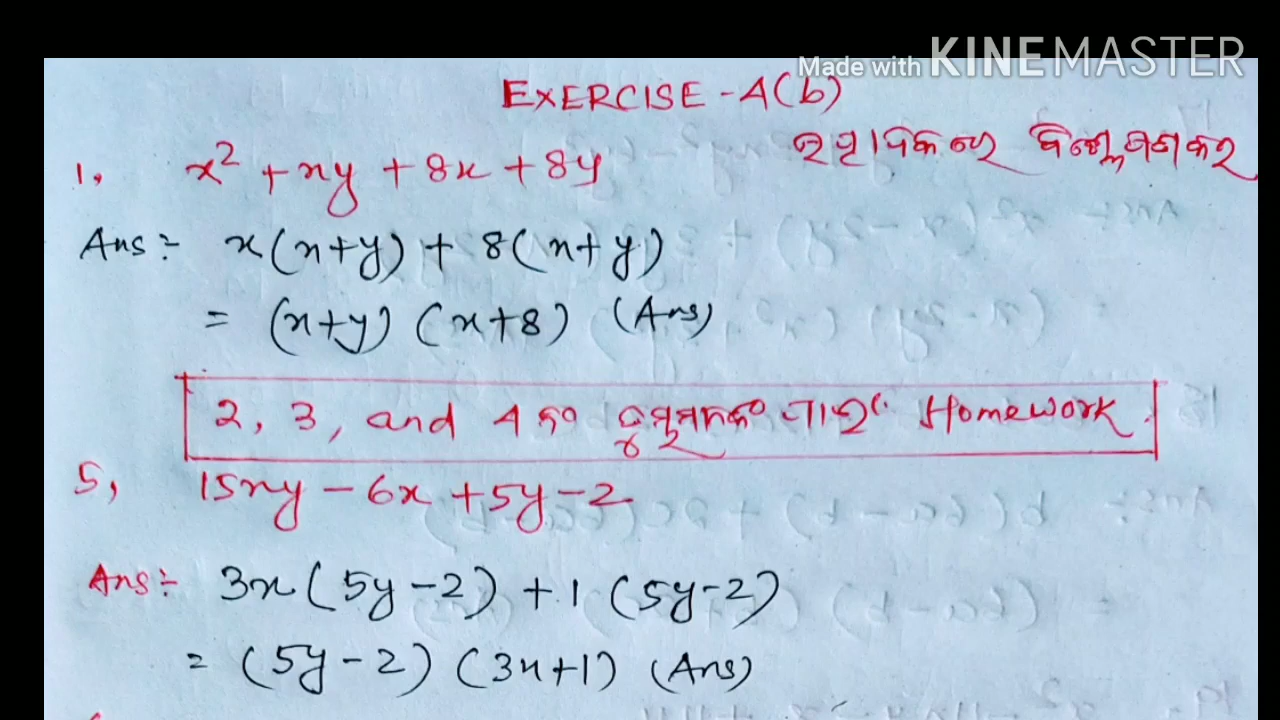 Made with KINEMASTER
EXERCISE - 4(b)
ଉତ୍ପାଦକରେ ବିଶ୍ଳେଷଣ କର
1, x² + xy + 8x + 8y
Ans:- x(x+y) + 8(x+y)
= (x+y) (x+8) (Ans)
2, 3, and 4 ନଂ ତୁମ୍ଭମାନଙ୍କ ପାଇଁ Homework
5, 15xy - 6x + 5y - 2
Ans:- 3x(5y-2) + 1 (5y-2)
= (5y-2) (3x+1) (Ans)